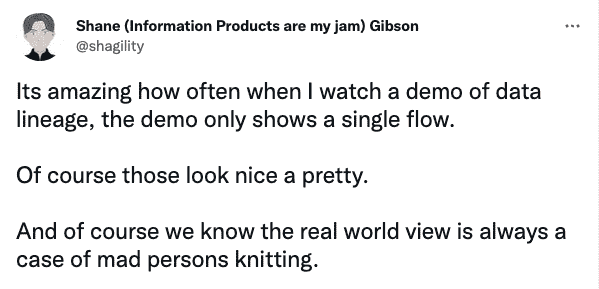 Shane (Information Products are my jam) Gibson
@shagility
Its amazing how often when I watch a demo of data
lineage, the demo only shows a single flow.
Of course those look nice a pretty.
And of course we know the real world view is always a
case of mad persons knitting.